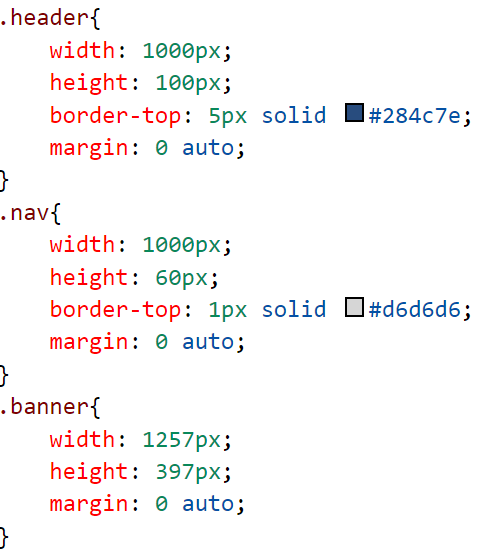 .header{
    width: 1000px;
    height: 100px;
    border-top: 5px solid #284c7e;
    margin: 0 auto;
}
.nav{
    width: 1000px;
    height: 60px;
    border-top: 1px solid #d6d6d6;
    margin: 0 auto;
}
.banner{
    width: 1257px;
    height: 397px;
    margin: 0 auto;
}